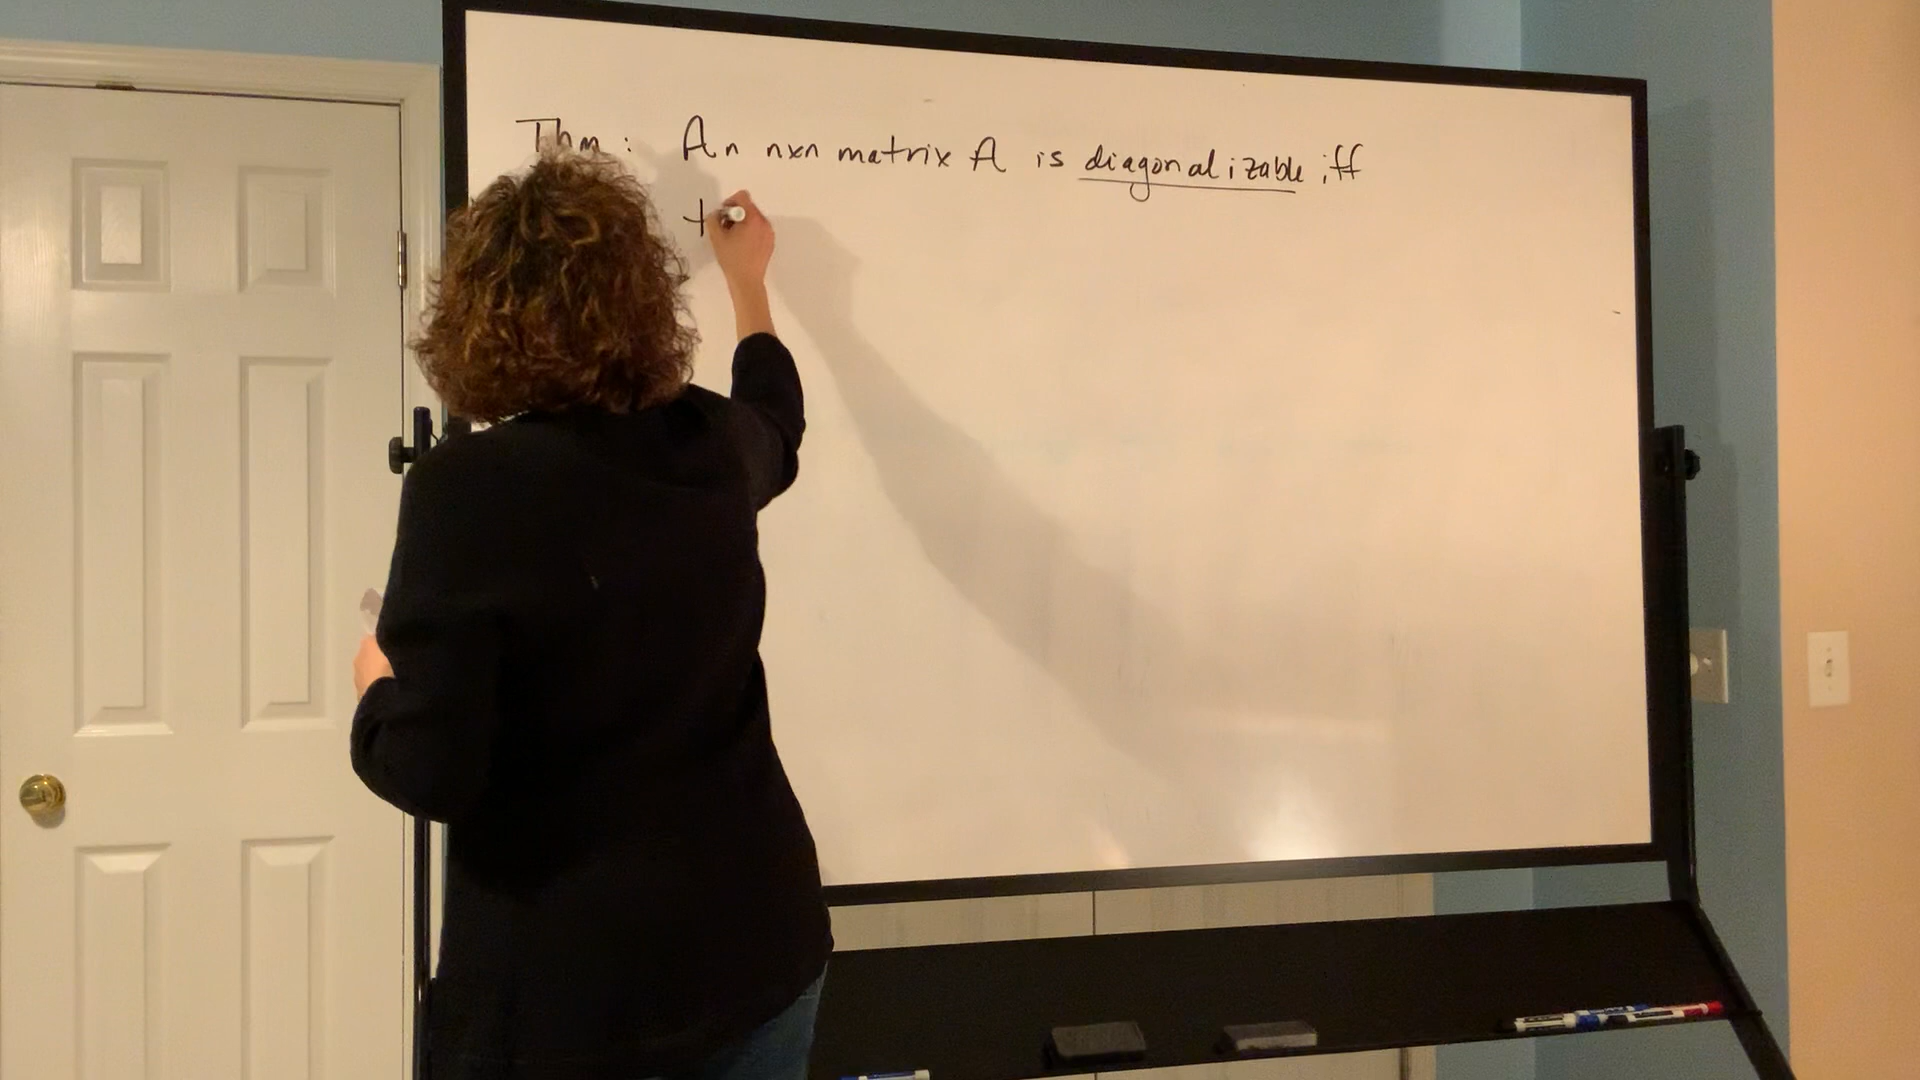 Thm: An nxn matrix A is diagonalizable iff
t